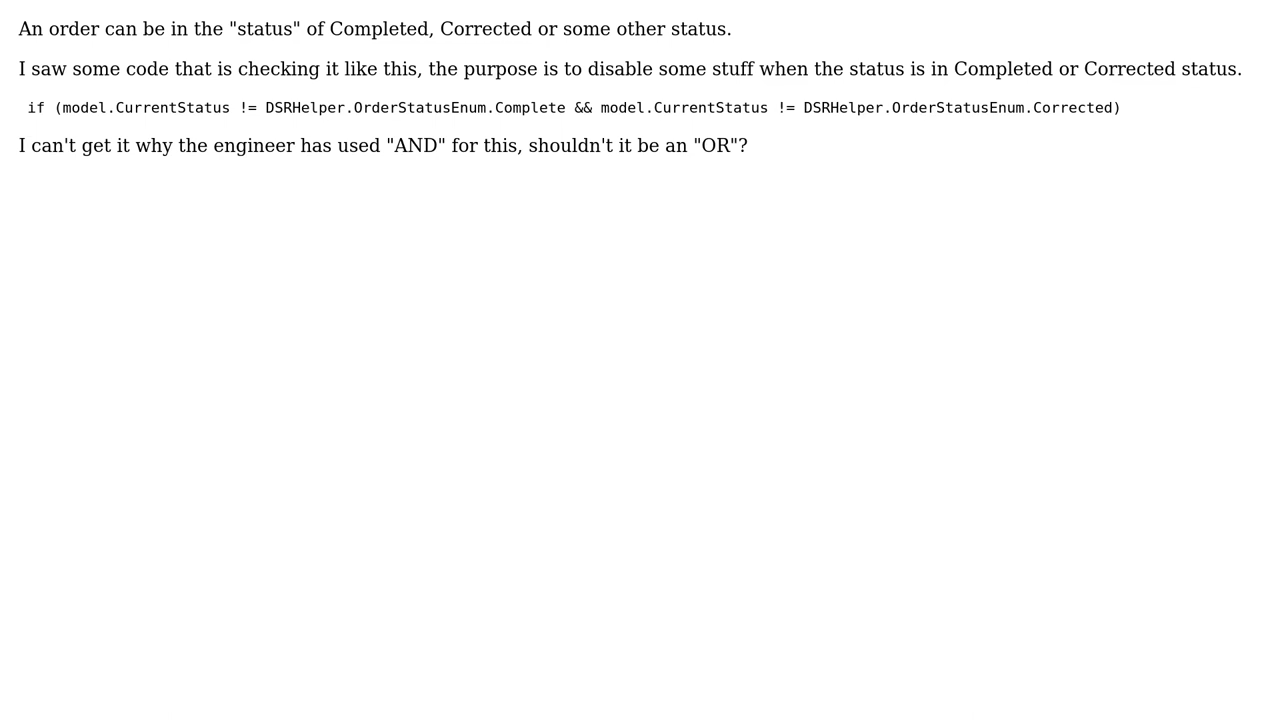 An order can be in the "status" of Completed, Corrected or some other status.
I saw some code that is checking it like this, the purpose is to disable some stuff when the status is in Completed or Corrected status.
if (model.CurrentStatus != DSRHelper.OrderStatusEnum.Complete && model.CurrentStatus != DSRHelper.OrderStatusEnum.Corrected)
I can't get it why the engineer has used "AND" for this, shouldn't it be an "OR"?